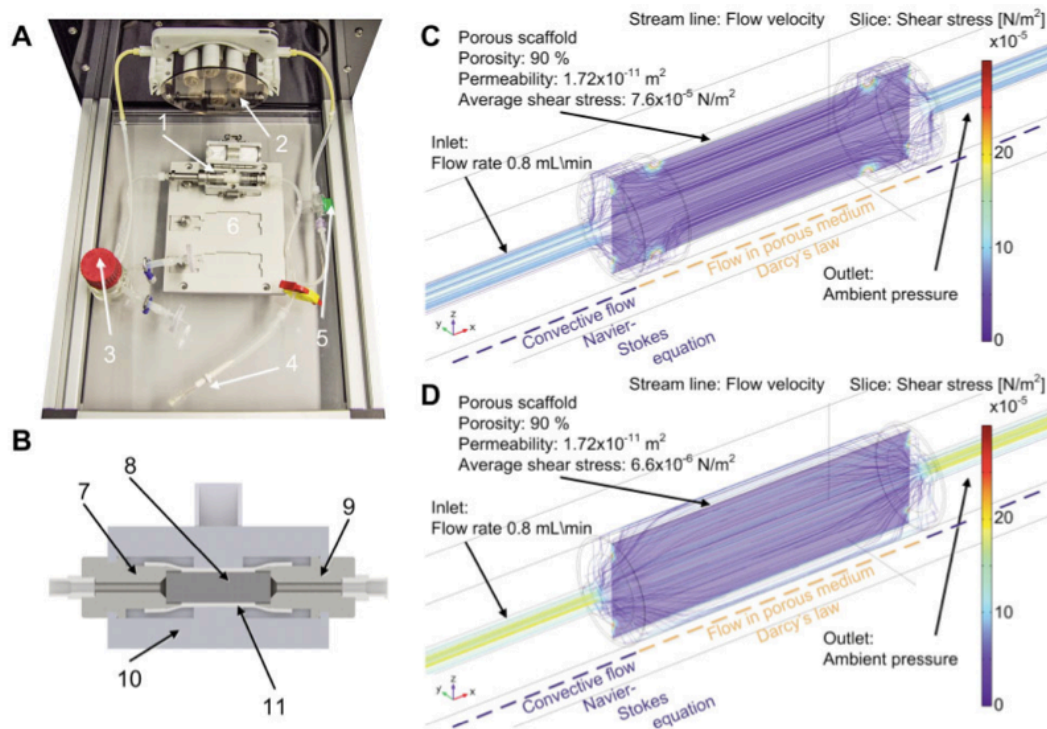 A
1
2
6
3
4
5
B
7
8
9
10
11
C
Stream line: Flow velocity
Slice: Shear stress [N/m²]
x10⁻⁵
Porous scaffold
Porosity: 90 %
Permeability: 1.72x10⁻¹¹ m²
Average shear stress: 7.6x10⁻⁵ N/m²
Inlet:
Flow rate 0.8 mL\min
20
10
0
Flow in porous medium
Darcy's law
Outlet:
Ambient pressure
Convective flow
Navier-
Stokes
equation
y
z
x
D
Stream line: Flow velocity
Slice: Shear stress [N/m²]
x10⁻⁵
Porous scaffold
Porosity: 90 %
Permeability: 1.72x10⁻¹¹ m²
Average shear stress: 6.6x10⁻⁶ N/m²
Inlet:
Flow rate 0.8 mL\min
20
10
0
Flow in porous medium
Darcy's law
Outlet:
Ambient pressure
Convective flow
Navier-
Stokes
equation
y
z
x